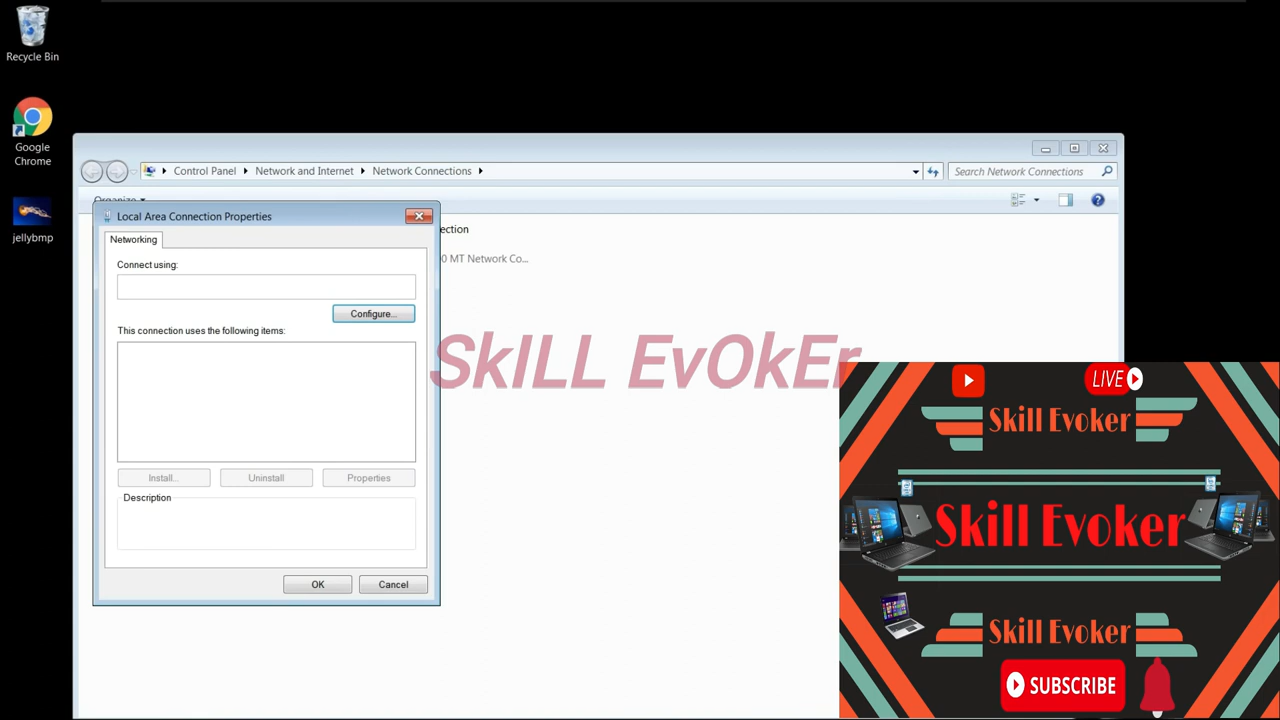 Recycle Bin
Google
Chrome
jellybmp
Control Panel
Network and Internet
Network Connections
Search Network Connections
Organize
Local Area Connection Properties
ection
0 MT Network Co...
Networking
Connect using:
Configure...
This connection uses the following items:
Install...
Uninstall
Properties
Description
OK
Cancel
SkILL EvOkEr
LIVE
Skill Evoker
Skill Evoker
Skill Evoker
SUBSCRIBE